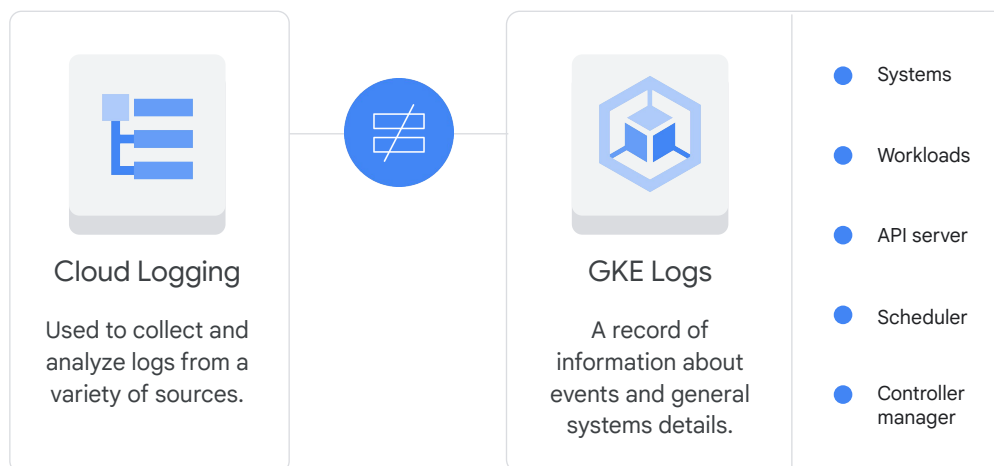 Cloud Logging
Used to collect and
analyze logs from a
variety of sources.
GKE Logs
A record of
information about
events and general
systems details.
Systems
Workloads
API server
Scheduler
Controller
manager